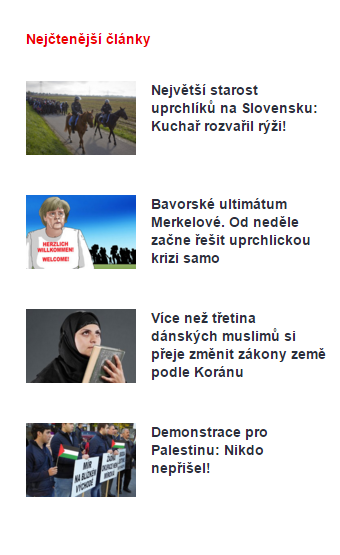 Nejčtenější články
Největší starost
uprchlíků na Slovensku:
Kuchař rozvařil rýži!
Bavorské ultimátum
Merkelové. Od neděle
začne řešit uprchlickou
krizi samo
HERZLICH
WILLKOMMEN!
WELCOME!
Více než třetina
dánských muslimů si
přeje změnit zákony země
podle Koránu
Demonstrace pro
Palestinu: Nikdo
nepřišel!
MÍR
NA BLÍZKÉM
VÝCHODĚ